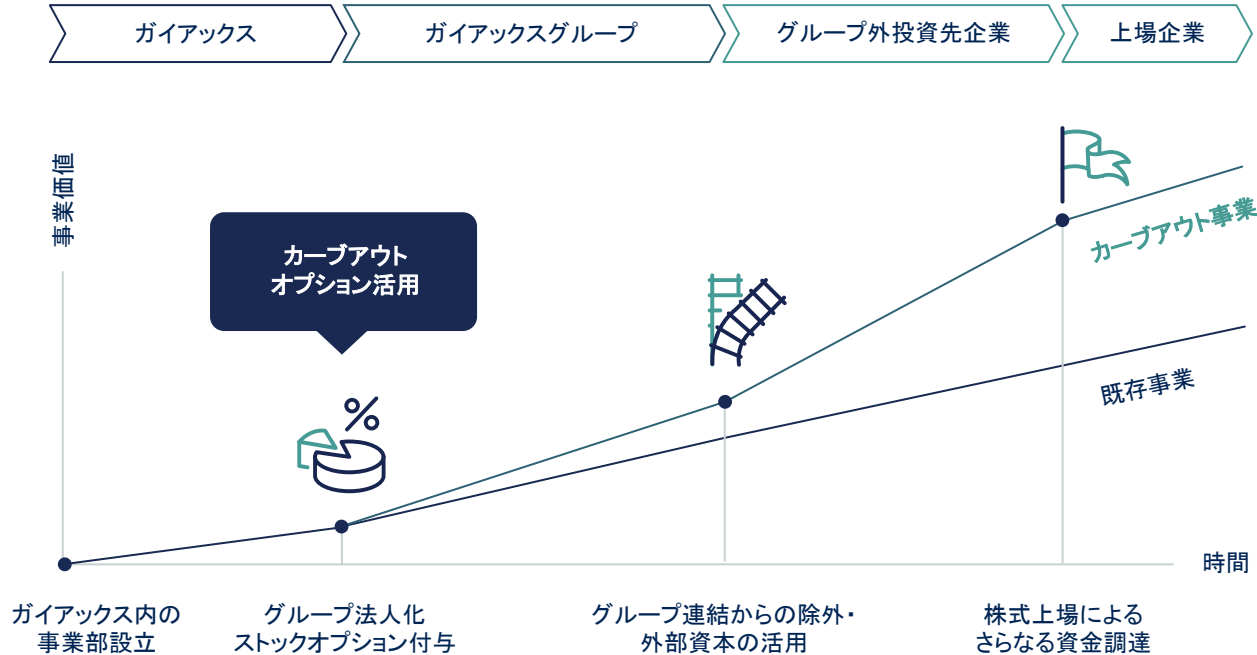 ガイアックス
ガイアックスグループ
グループ外投資先企業
上場企業
事業価値
カーブアウト
オプション活用
%
カーブアウト事業
既存事業
時間
ガイアックス内の
事業部設立
グループ法人化
ストックオプション付与
グループ連結からの除外・
外部資本の活用
株式上場による
さらなる資金調達